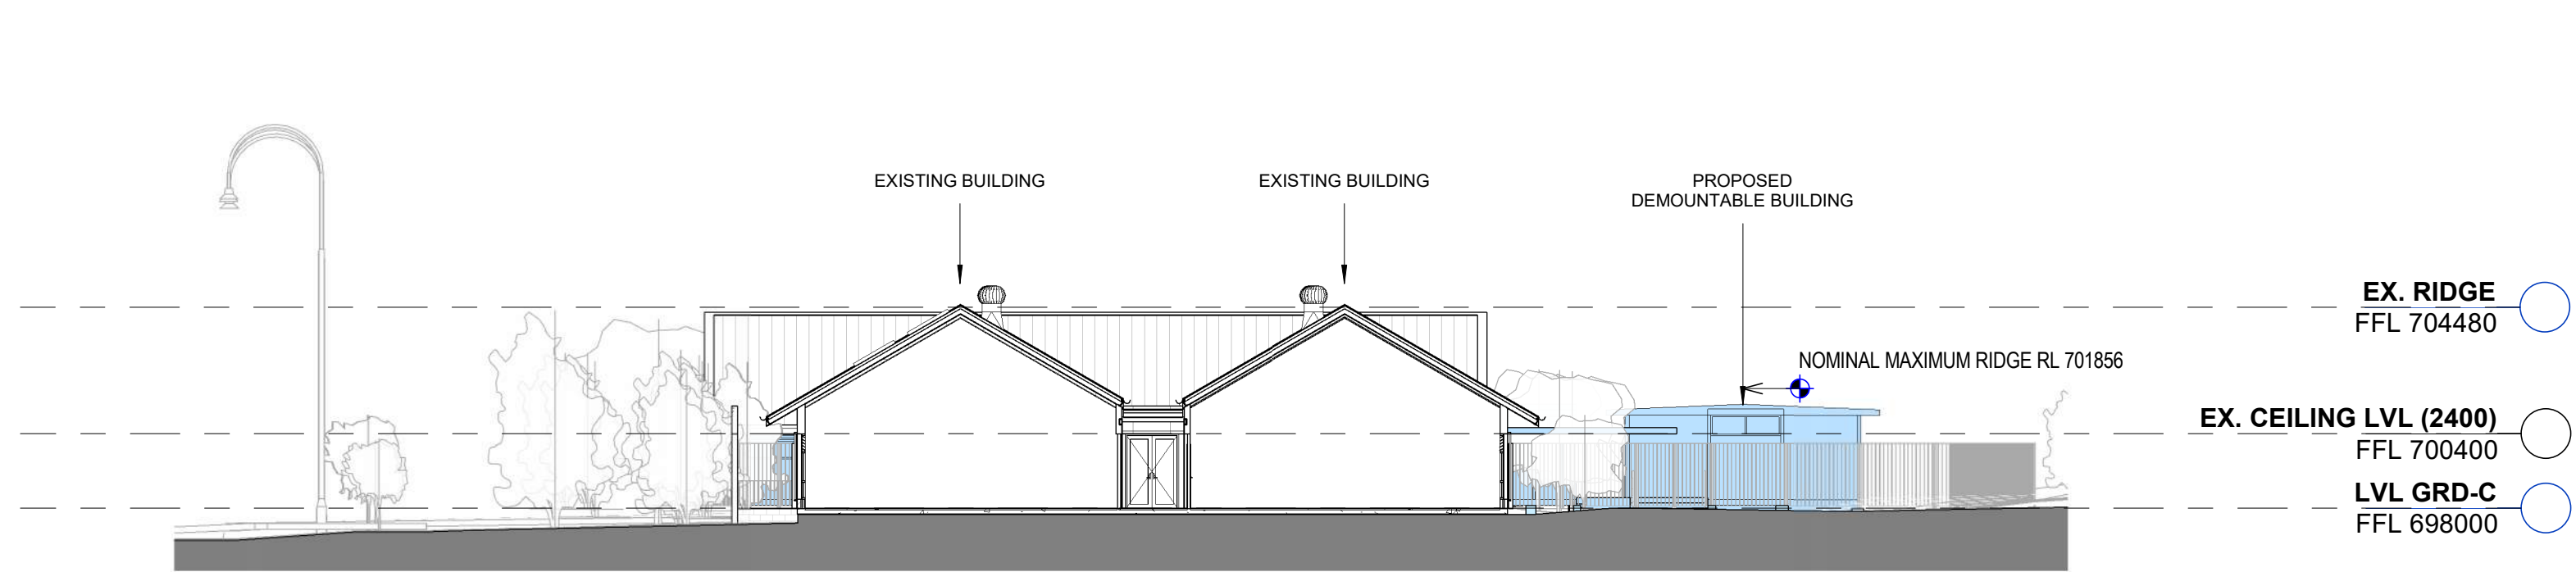 EXISTING BUILDING
EXISTING BUILDING
PROPOSED
DEMOUNTABLE BUILDING
EX. RIDGE
FFL 704480
NOMINAL MAXIMUM RIDGE RL 701856
EX. CEILING LVL (2400)
FFL 700400
LVL GRD-C
FFL 698000